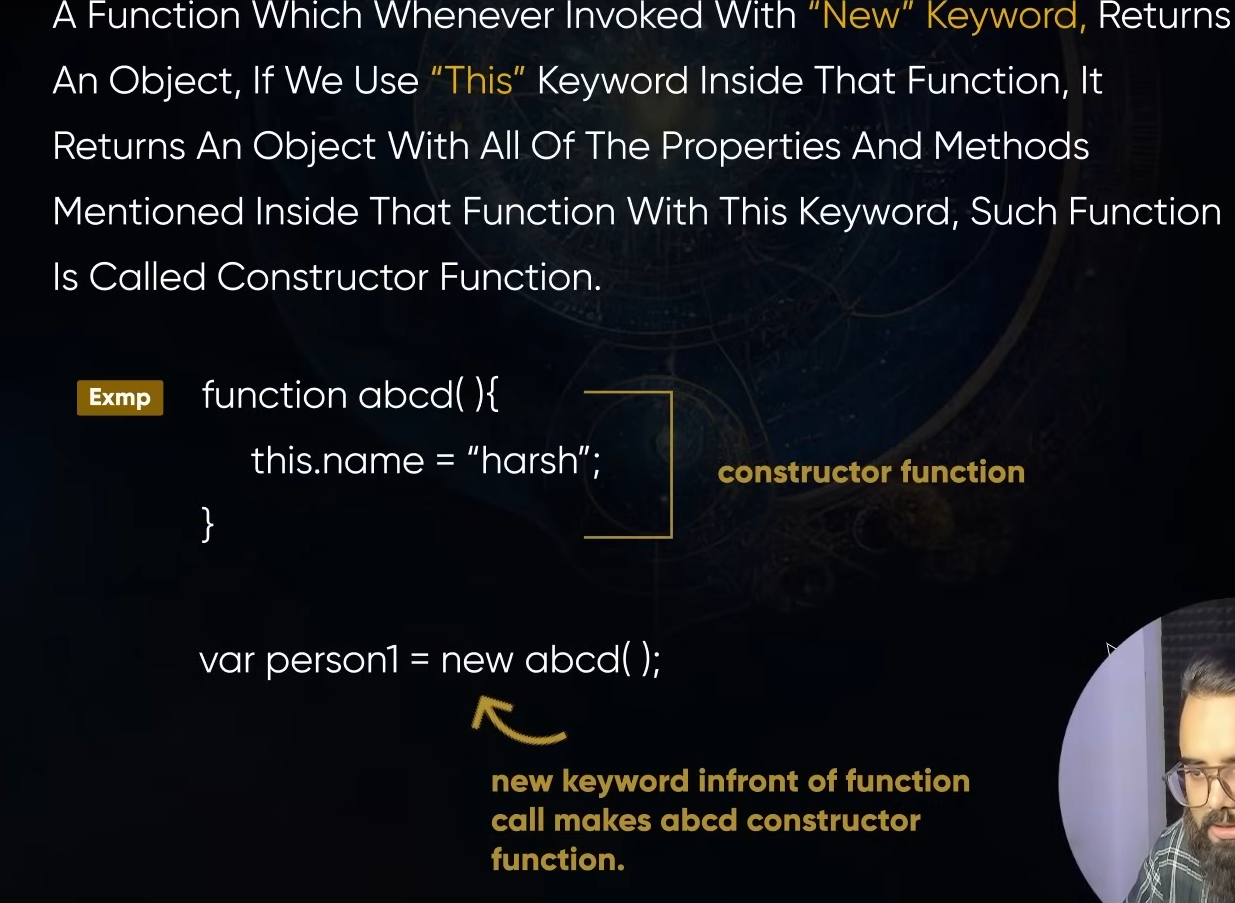 A Function Which Whenever Invoked With “New” Keyword, Returns
An Object, If We Use “This” Keyword Inside That Function, It
Returns An Object With All Of The Properties And Methods
Mentioned Inside That Function With This Keyword, Such Function
Is Called Constructor Function.
Exmp
function abcd( ){
this.name = “harsh”;
}
constructor function
var person1 = new abcd( );
new keyword infront of function
call makes abcd constructor
function.